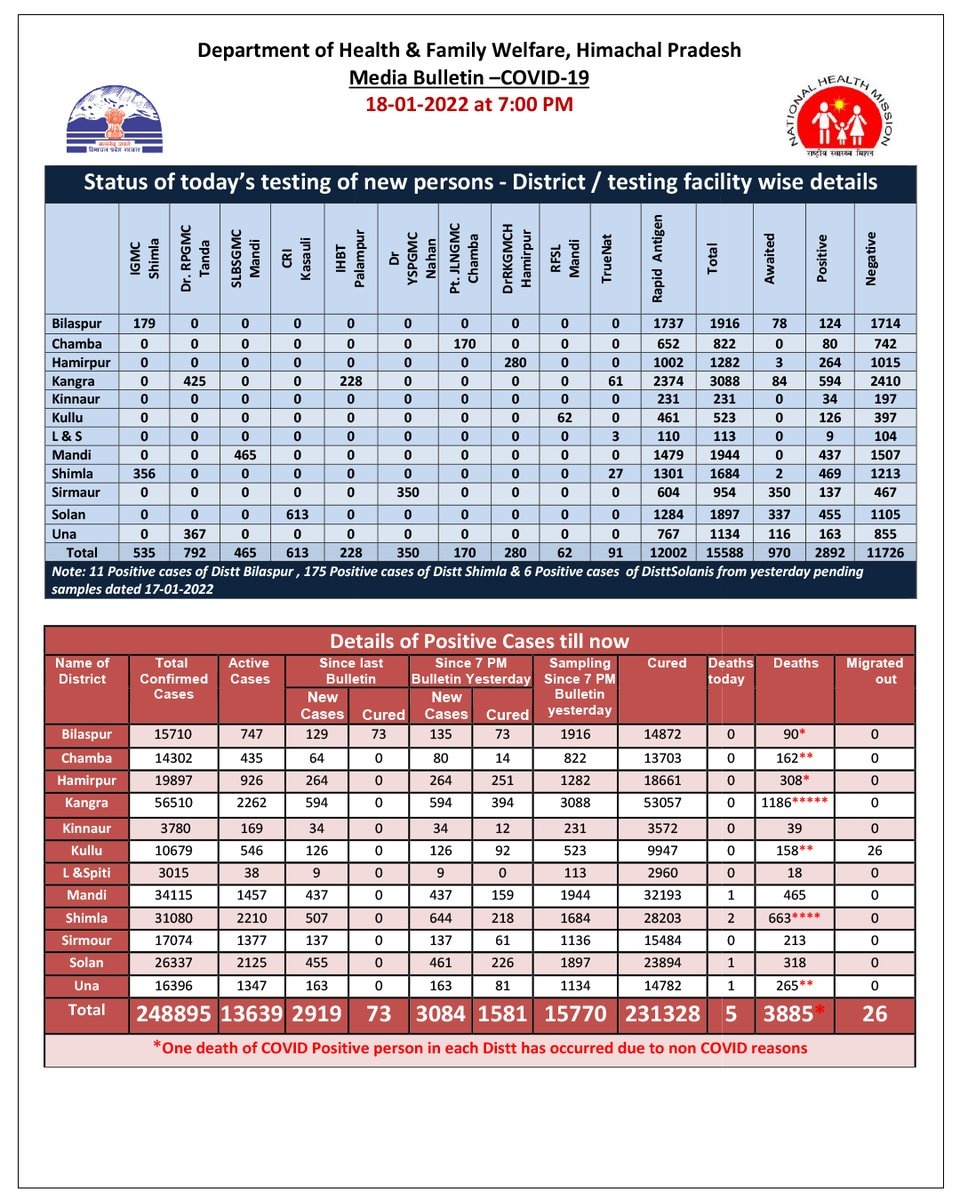 Department of Health & Family Welfare, Himachal Pradesh
Media Bulletin –COVID-19
18-01-2022 at 7:00 PM
NATIONAL HEALTH MISSION
राष्ट्रीय स्वास्थ्य मिशन
Status of today's testing of new persons - District / testing facility wise details
IGMC Shimla Dr. RPGMC Tanda SLBSGMC Mandi CRI Kasauli IHBT Palampur Dr YSPGMC Nahan Pt. JLNGMC Chamba DrRKGMCH Hamirpur RFSL Mandi TrueNat Rapid Antigen Total Awaited Positive Negative
Bilaspur 179 0 0 0 0 0 0 0 0 0 1737 1916 78 124 1714
Chamba 0 0 0 0 0 0 170 0 0 0 652 822 0 80 742
Hamirpur 0 0 0 0 0 0 0 280 0 0 1002 1282 3 264 1015
Kangra 0 425 0 0 228 0 0 0 0 61 2374 3088 84 594 2410
Kinnaur 0 0 0 0 0 0 0 0 0 0 231 231 0 34 197
Kullu 0 0 0 0 0 0 0 0 62 0 461 523 0 126 397
L & S 0 0 0 0 0 0 0 0 0 3 110 113 0 9 104
Mandi 0 0 465 0 0 0 0 0 0 0 1479 1944 0 437 1507
Shimla 356 0 0 0 0 0 0 0 0 27 1301 1684 2 469 1213
Sirmaur 0 0 0 0 0 350 0 0 0 0 604 954 350 137 467
Solan 0 0 0 613 0 0 0 0 0 0 1284 1897 337 455 1105
Una 0 367 0 0 0 0 0 0 0 0 767 1134 116 163 855
Total 535 792 465 613 228 350 170 280 62 91 12002 15588 970 2892 11726
Note: 11 Positive cases of Distt Bilaspur , 175 Positive cases of Distt Shimla & 6 Positive cases of DisttSolanis from yesterday pending
samples dated 17-01-2022
Details of Positive Cases till now
Name of District Total Confirmed Cases Active Cases Since last Bulletin Since 7 PM Bulletin Yesterday Sampling Since 7 PM Bulletin yesterday Cured Deaths today Deaths Migrated out
New Cases Cured New Cases Cured
Bilaspur 15710 747 129 73 135 73 1916 14872 0 90* 0
Chamba 14302 435 64 0 80 14 822 13703 0 162** 0
Hamirpur 19897 926 264 0 264 251 1282 18661 0 308* 0
Kangra 56510 2262 594 0 594 394 3088 53057 0 1186***** 0
Kinnaur 3780 169 34 0 34 12 231 3572 0 39 0
Kullu 10679 546 126 0 126 92 523 9947 0 158** 26
L &Spiti 3015 38 9 0 9 0 113 2960 0 18 0
Mandi 34115 1457 437 0 437 159 1944 32193 1 465 0
Shimla 31080 2210 507 0 644 218 1684 28203 2 663**** 0
Sirmour 17074 1377 137 0 137 61 1136 15484 0 213 0
Solan 26337 2125 455 0 461 226 1897 23894 1 318 0
Una 16396 1347 163 0 163 81 1134 14782 1 265** 0
Total 248895 13639 2919 73 3084 1581 15770 231328 5 3885* 26
*One death of COVID Positive person in each Distt has occurred due to non COVID reasons